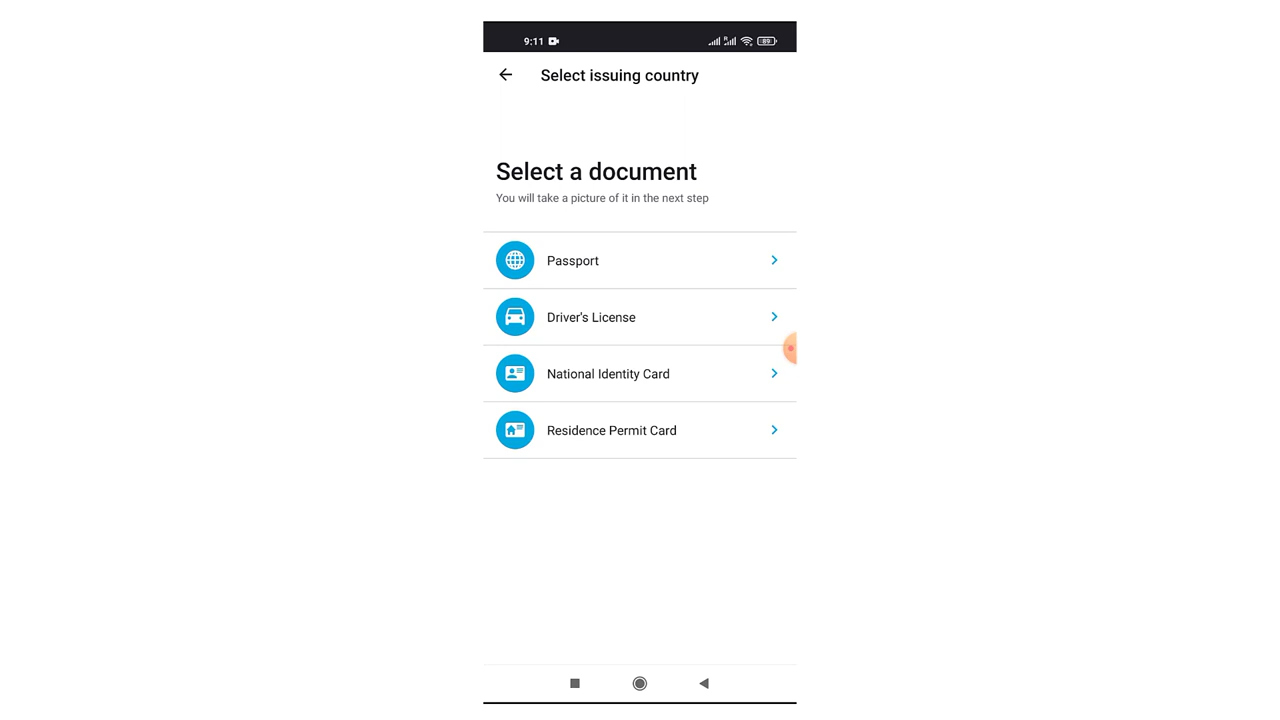 9:11
89
Select issuing country
Select a document
You will take a picture of it in the next step
Passport
Driver's License
National Identity Card
Residence Permit Card